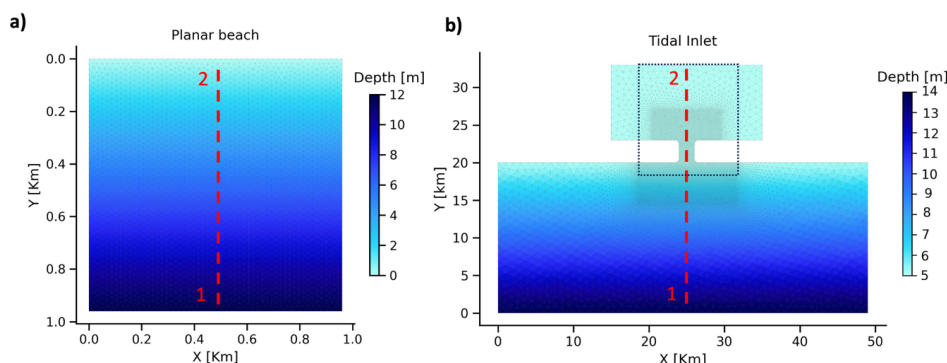 a)
Planar beach
0.0
0.2
0.4
0.6
0.8
1.0
Y [Km]
0.0 0.2 0.4 0.6 0.8 1.0
X [Km]
2
1
Depth [m]
12
10
8
6
4
2
0
b)
Tidal Inlet
30
25
20
15
10
5
0
Y [Km]
0 10 20 30 40 50
X [Km]
2
1
Depth [m]
14
13
12
11
10
9
8
7
6
5